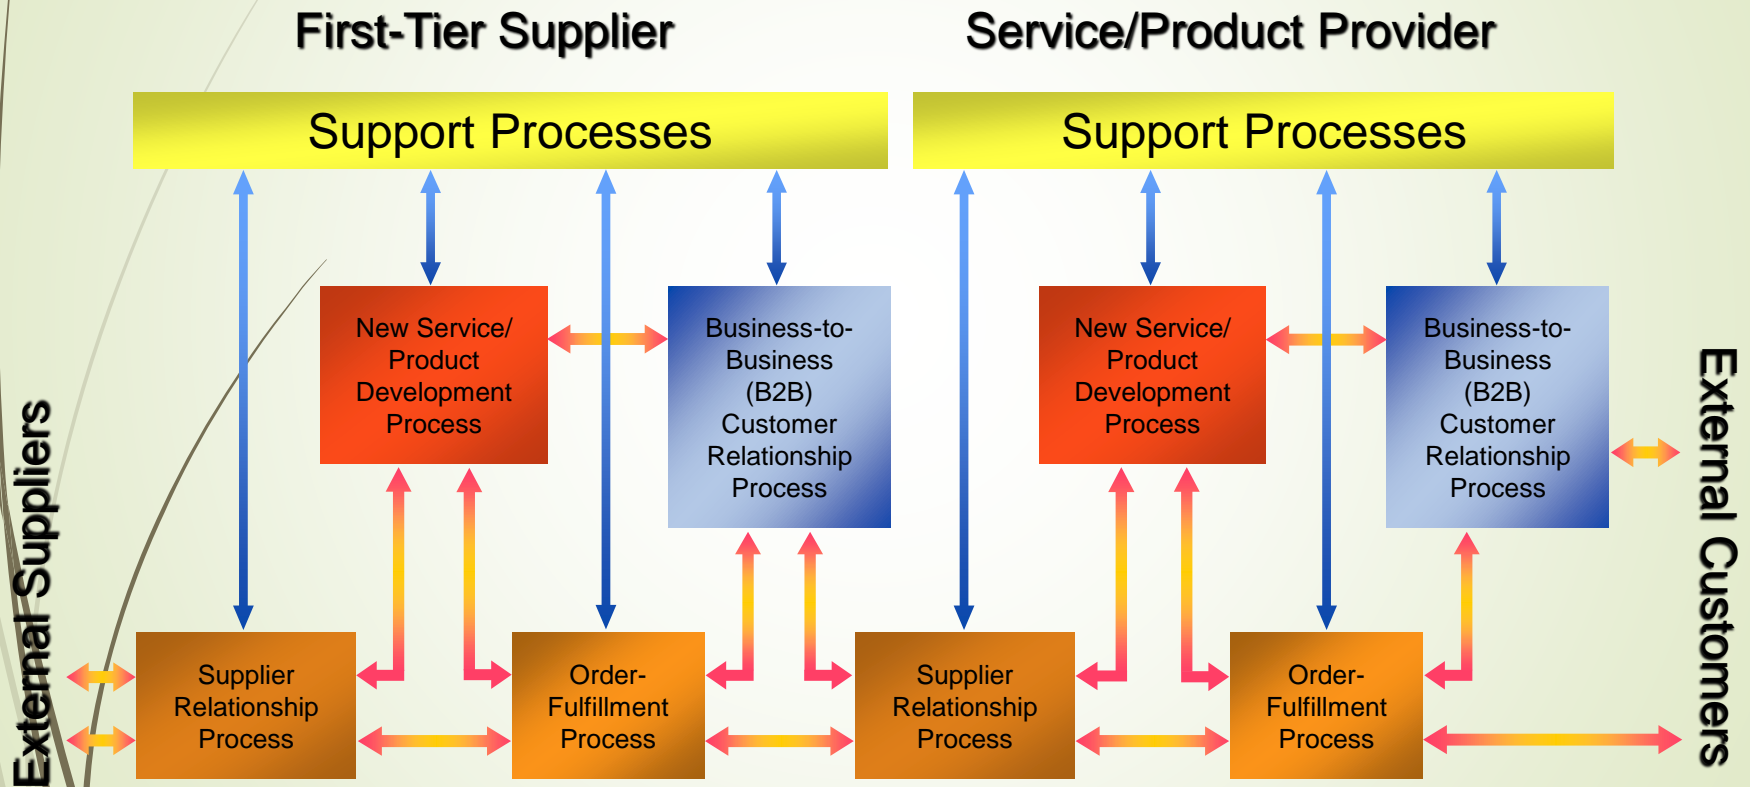 First-Tier Supplier
Service/Product Provider
Support Processes
Support Processes
New Service/
Product
Development
Process
Business-to-
Business
(B2B)
Customer
Relationship
Process
New Service/
Product
Development
Process
Business-to-
Business
(B2B)
Customer
Relationship
Process
External Suppliers
External Customers
Supplier
Relationship
Process
Order-
Fulfillment
Process
Supplier
Relationship
Process
Order-
Fulfillment
Process